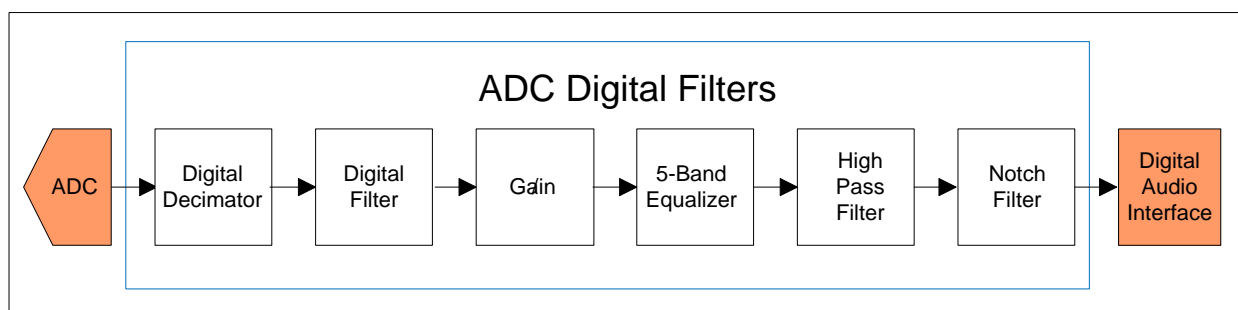 ADC Digital Filters
ADC
Digital
Decimator
Digital
Filter
Gain
5-Band
Equalizer
High
Pass
Filter
Notch
Filter
Digital
Audio
Interface